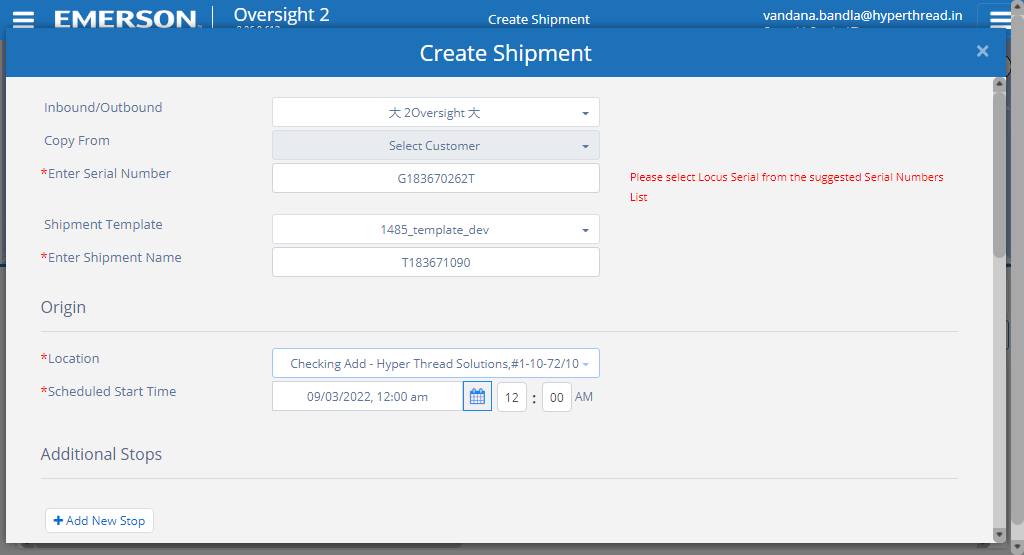 EMERSON™ Oversight 2 Create Shipment vandana.bandla@hyperthread.in
Create Shipment ×
Inbound/Outbound 大 2Oversight 大
Copy From Select Customer
*Enter Serial Number G183670262T Please select Locus Serial from the suggested Serial Numbers
List
Shipment Template 1485_template_dev
*Enter Shipment Name T183671090
Origin
*Location Checking Add - Hyper Thread Solutions,#1-10-72/10
*Scheduled Start Time 09/03/2022, 12:00 am 12 : 00 AM
Additional Stops
+ Add New Stop